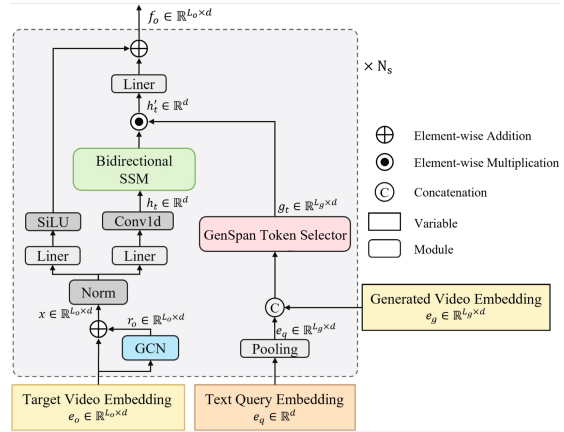 f_o ∈ ℝ^{L_o×d}
× N_s
Liner
h'_t ∈ ℝ^d
Element-wise Addition
Element-wise Multiplication
C Concatenation
Variable
Module
Bidirectional
SSM
h_t ∈ ℝ^d
g_t ∈ ℝ^{L_g×d}
SiLU
Conv1d
GenSpan Token Selector
Liner
Liner
Norm
Generated Video Embedding
e_g ∈ ℝ^{L_g×d}
C
x ∈ ℝ^{L_o×d}
r_o ∈ ℝ^{L_o×d}
e_q ∈ ℝ^{L_g×d}
GCN
Pooling
Target Video Embedding
e_o ∈ ℝ^{L_o×d}
Text Query Embedding
e_q ∈ ℝ^d